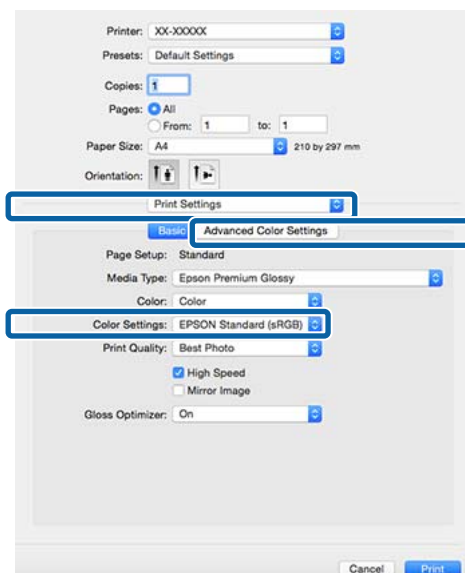 Printer: XX-XXXXX
Presets: Default Settings
Copies: 1
Pages: All
From: 1 to: 1
Paper Size: A4 210 by 297 mm
Orientation:
Print Settings
Basic Advanced Color Settings
Page Setup: Standard
Media Type: Epson Premium Glossy
Color: Color
Color Settings: EPSON Standard (sRGB)
Print Quality: Best Photo
High Speed
Mirror Image
Gloss Optimizer: On
Cancel Print